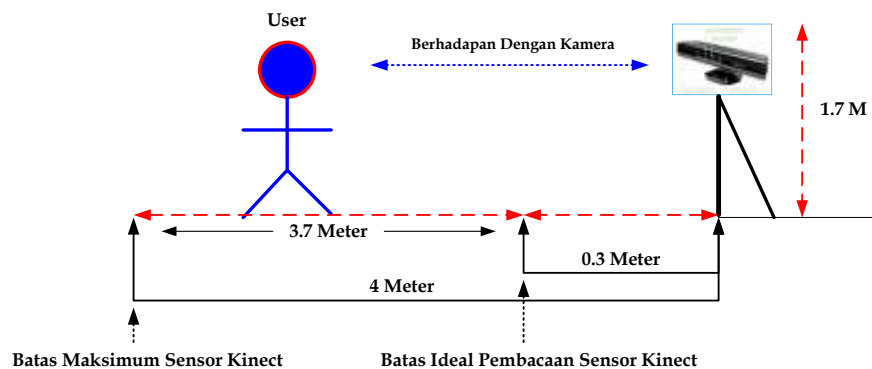 User
Berhadapan Dengan Kamera
1.7 M
3.7 Meter
0.3 Meter
4 Meter
Batas Maksimum Sensor Kinect
Batas Ideal Pembacaan Sensor Kinect